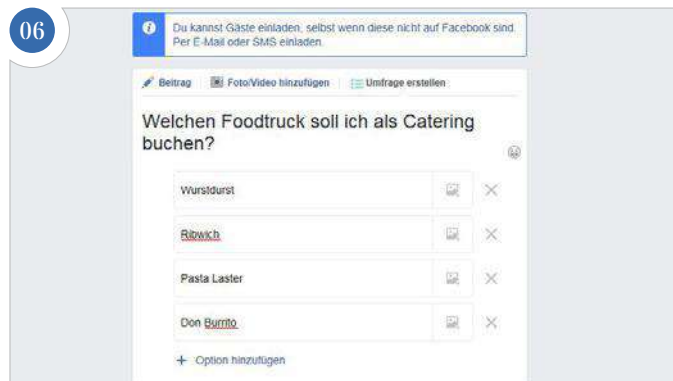 06
Du kannst Gäste einladen, selbst wenn diese nicht auf Facebook sind.
Per E-Mail oder SMS einladen.
Beitrag Foto/Video hinzufügen Umfrage erstellen
Welchen Foodtruck soll ich als Catering
buchen?
Wurstdurst
Ribwich
Pasta Laster
Don Burrito
+ Option hinzufügen